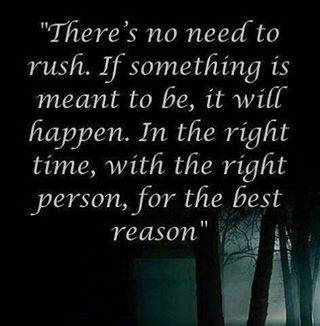 "There's no need to
rush. If something is
meant to be, it will
happen. In the right
time, with the right
person, for the best
reason"